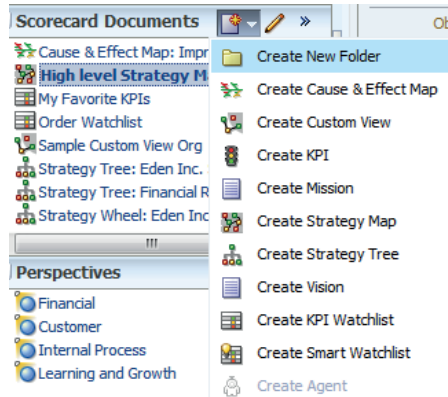 Scorecard Documents
»
Ob
Cause & Effect Map: Impr
High level Strategy M
My Favorite KPIs
Order Watchlist
Sample Custom View Org
Strategy Tree: Eden Inc.
Strategy Tree: Financial R
Strategy Wheel: Eden Inc
Perspectives
Financial
Customer
Internal Process
Learning and Growth
Create New Folder
Create Cause & Effect Map
Create Custom View
Create KPI
Create Mission
Create Strategy Map
Create Strategy Tree
Create Vision
Create KPI Watchlist
Create Smart Watchlist
Create Agent